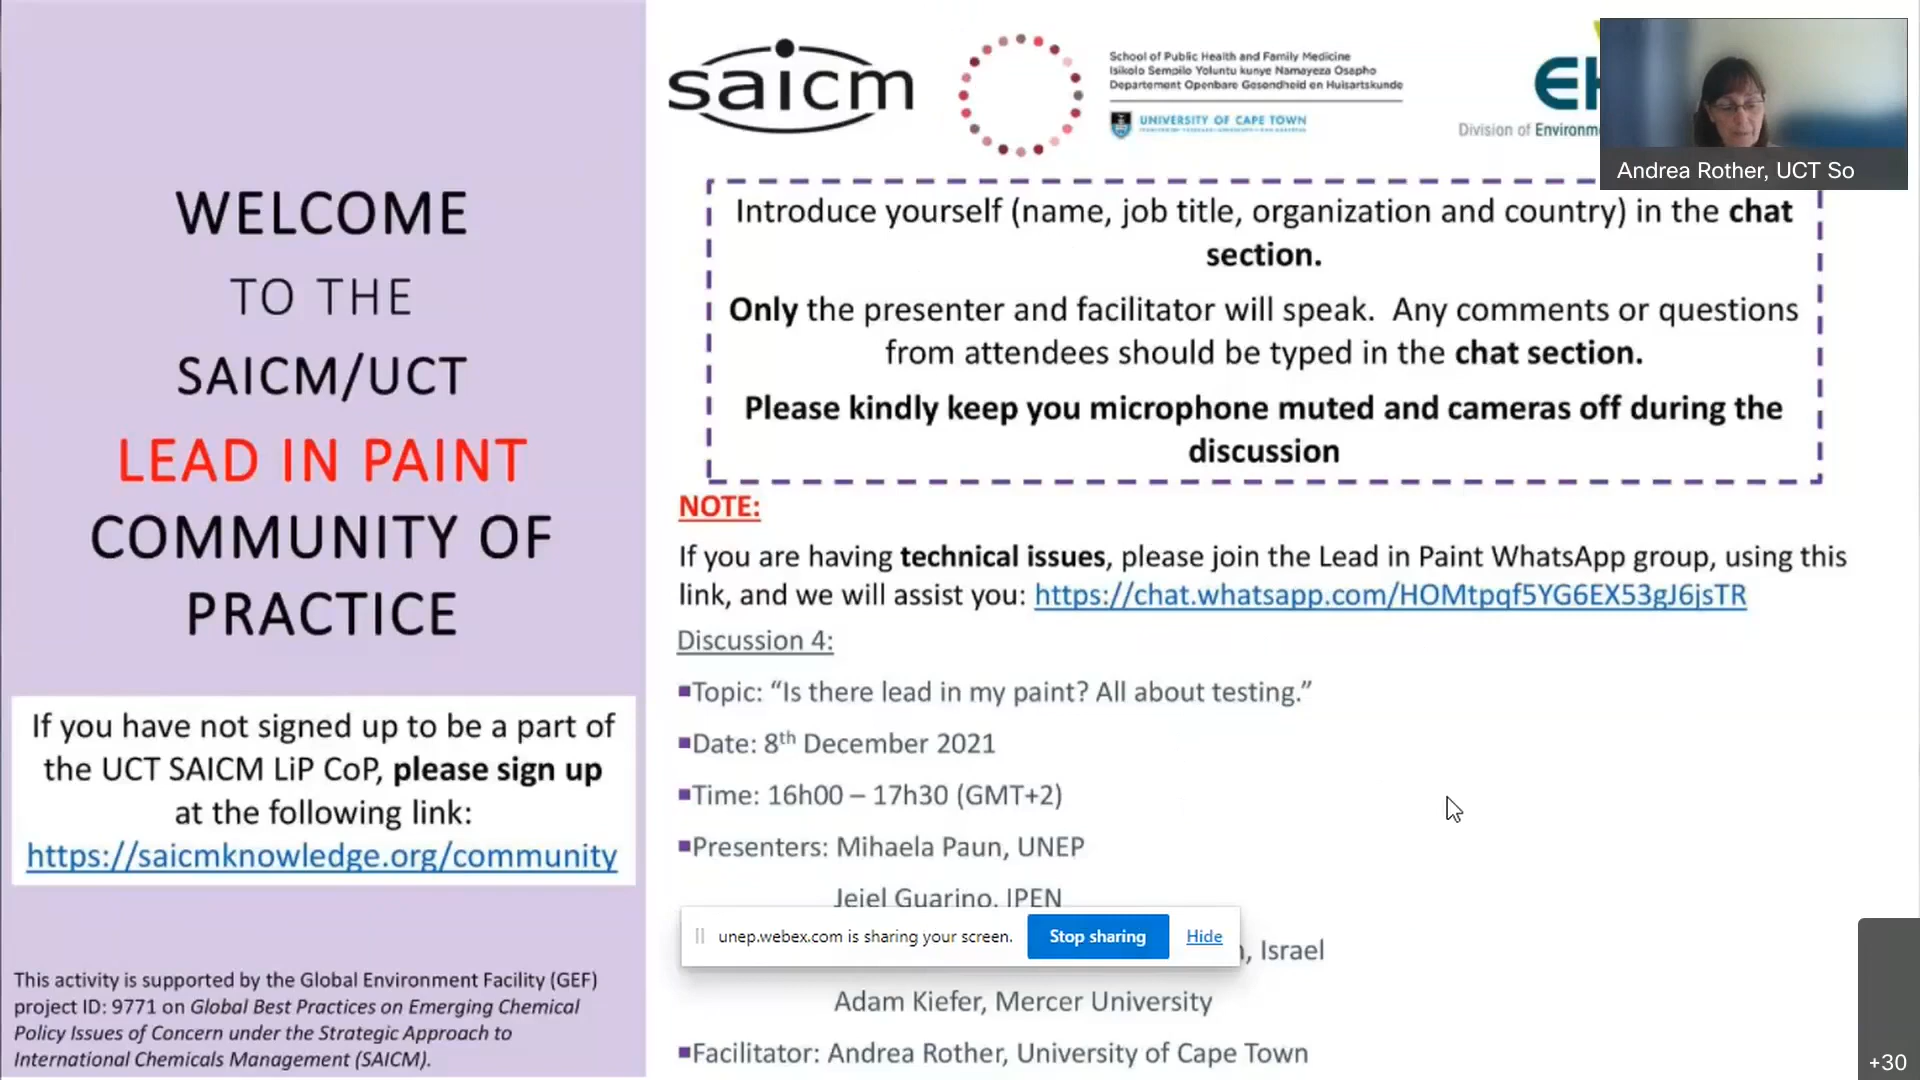 WELCOME
TO THE
SAICM/UCT
LEAD IN PAINT
COMMUNITY OF
PRACTICE
If you have not signed up to be a part of
the UCT SAICM LiP CoP, please sign up
at the following link:
https://saicmknowledge.org/community
This activity is supported by the Global Environment Facility (GEF)
project ID: 9771 on Global Best Practices on Emerging Chemical
Policy Issues of Concern under the Strategic Approach to
International Chemicals Management (SAICM).
saicm
School of Public Health and Family Medicine
Isikolo Sempilo Yoluntu kunye Namayeza Osapho
Departement Openbare Gesondheid en Huisartskunde
UNIVERSITY OF CAPE TOWN
Division of
Andrea Rother, UCT So
Introduce yourself (name, job title, organization and country) in the chat
section.
Only the presenter and facilitator will speak. Any comments or questions
from attendees should be typed in the chat section.
Please kindly keep you microphone muted and cameras off during the
discussion
NOTE:
If you are having technical issues, please join the Lead in Paint WhatsApp group, using this
link, and we will assist you: https://chat.whatsapp.com/HOMtpqf5YG6EX53gJ6jsTR
Discussion 4:
▪Topic: “Is there lead in my paint? All about testing.”
▪Date: 8th December 2021
▪Time: 16h00 – 17h30 (GMT+2)
▪Presenters: Mihaela Paun, UNEP
Jeiel Guarino, IPEN
unep.webex.com is sharing your screen. Stop sharing Hide
, Israel
Adam Kiefer, Mercer University
▪Facilitator: Andrea Rother, University of Cape Town
+30